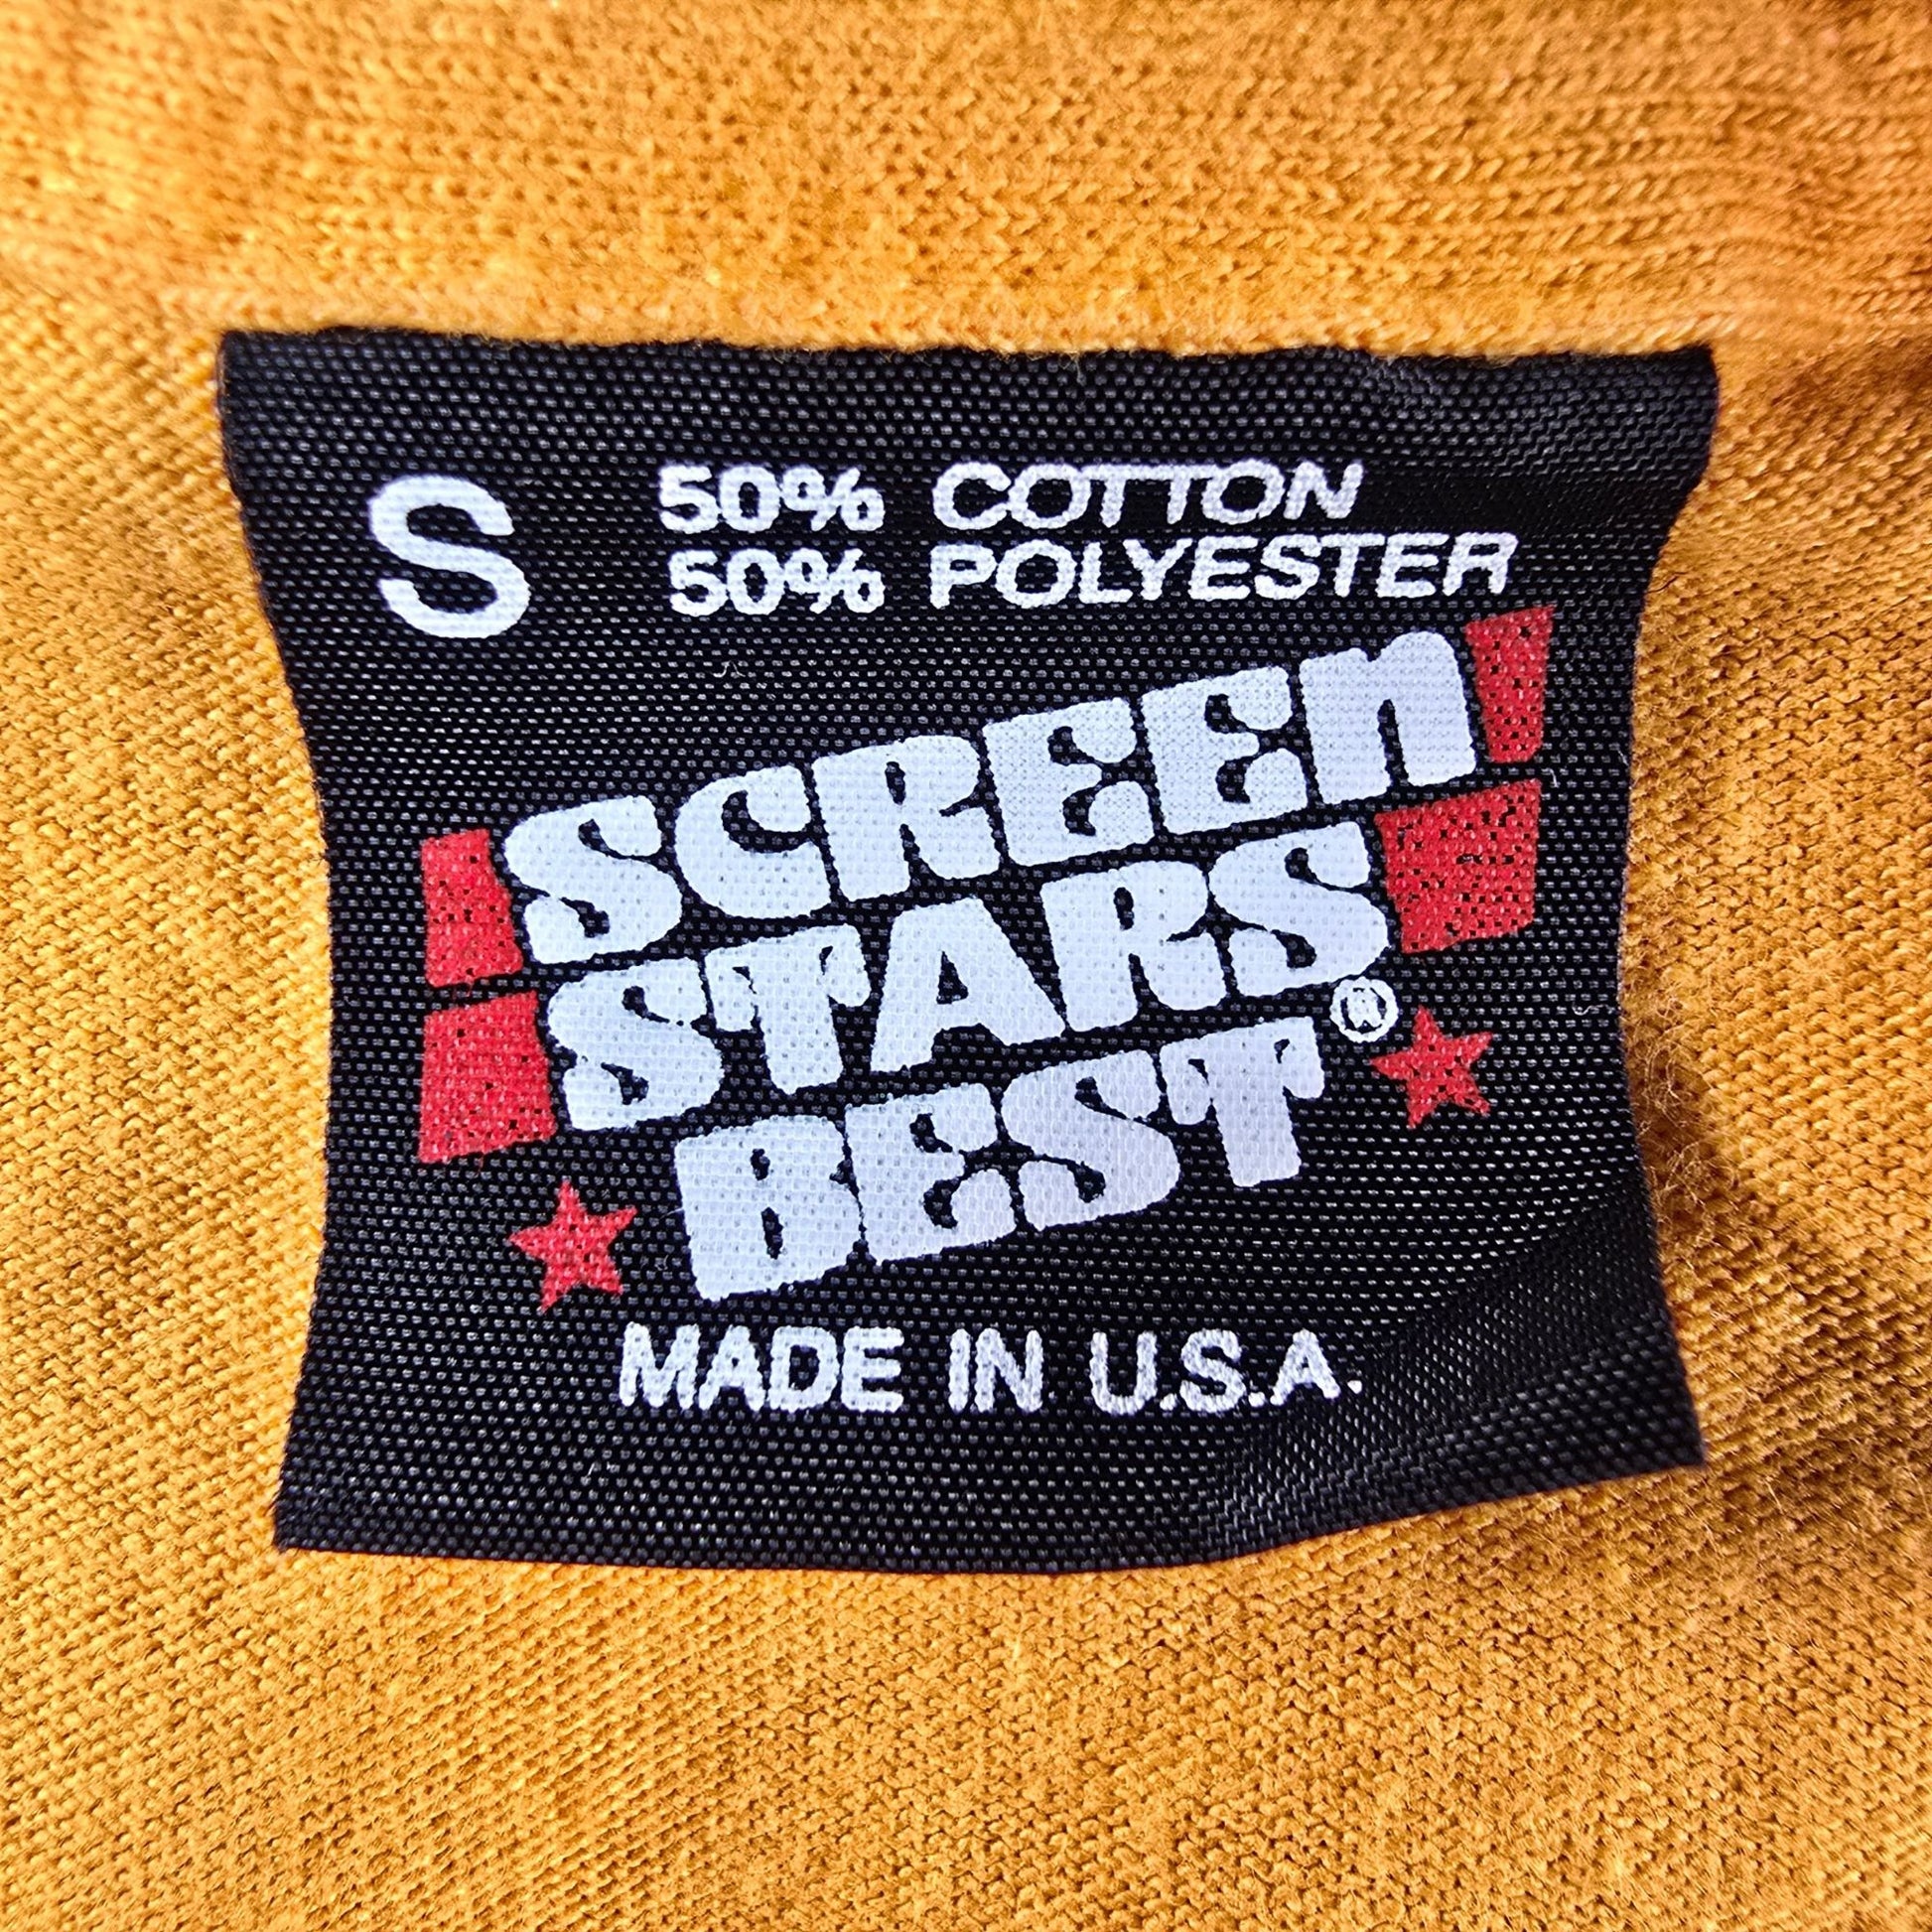 S 50% COTTON
50% POLYESTER
SCREEN
STARS
BEST®
MADE IN U.S.A.